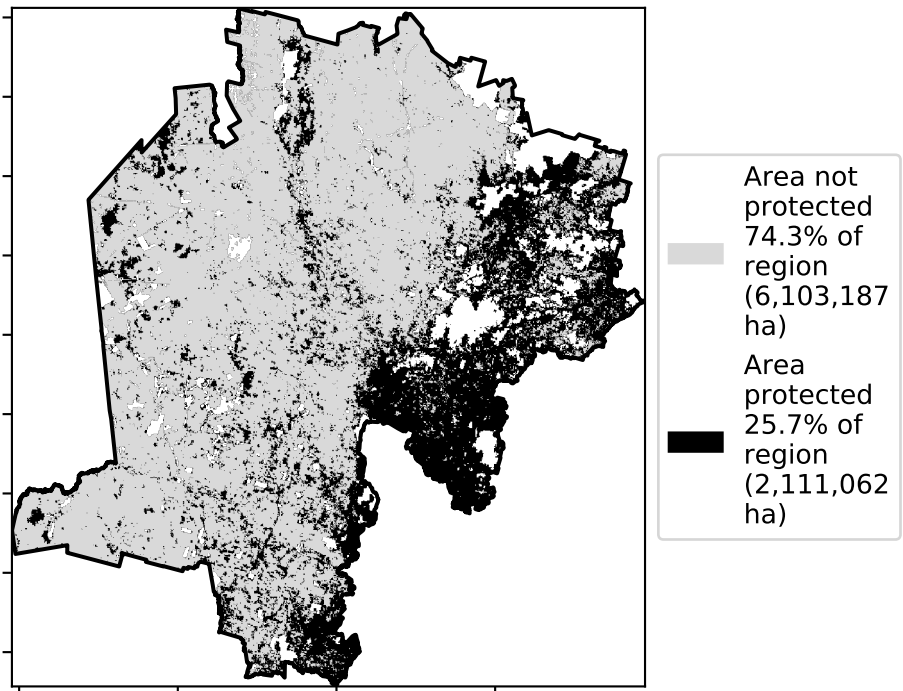 Area not
protected
74.3% of
region
(6,103,187
ha)
Area
protected
25.7% of
region
(2,111,062
ha)